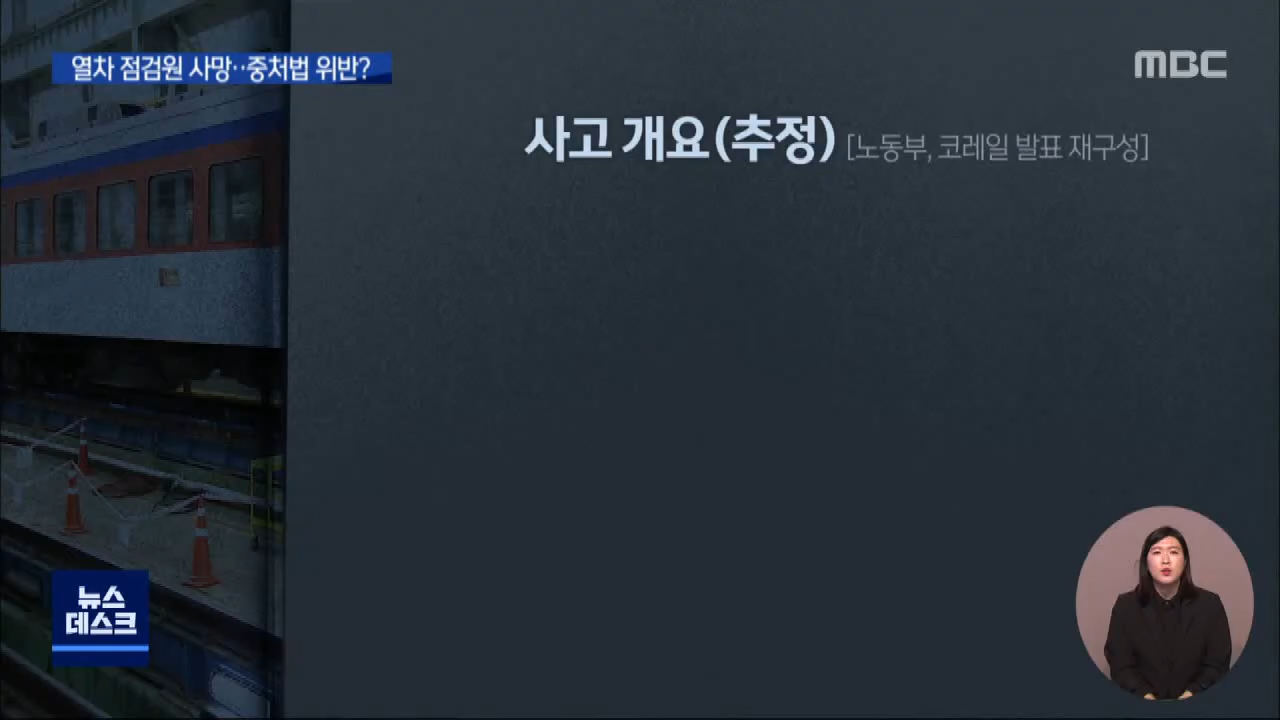 열차 점검원 사망‥중처법 위반?
MBC
사고 개요(추정) [노동부, 코레일 발표 재구성]
뉴스
데스크